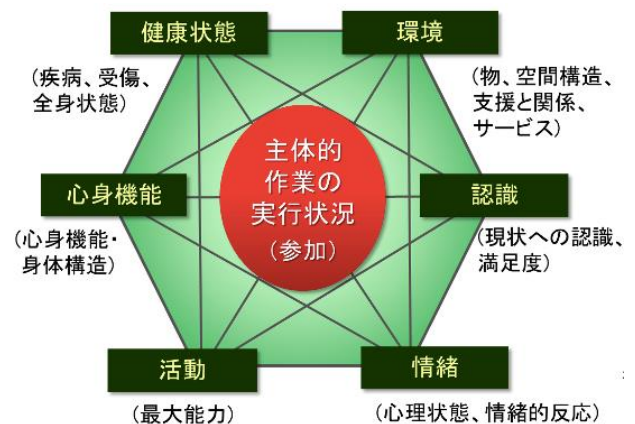 健康状態
環境
(疾病、受傷、
全身状態)
(物、空間構造、
支援と関係、
サービス)
主体的
作業の
実行状況
(参加)
心身機能
認識
(心身機能・
身体構造)
(現状への認識、
満足度)
活動
情緒
(最大能力)
(心理状態、情緒的反応)